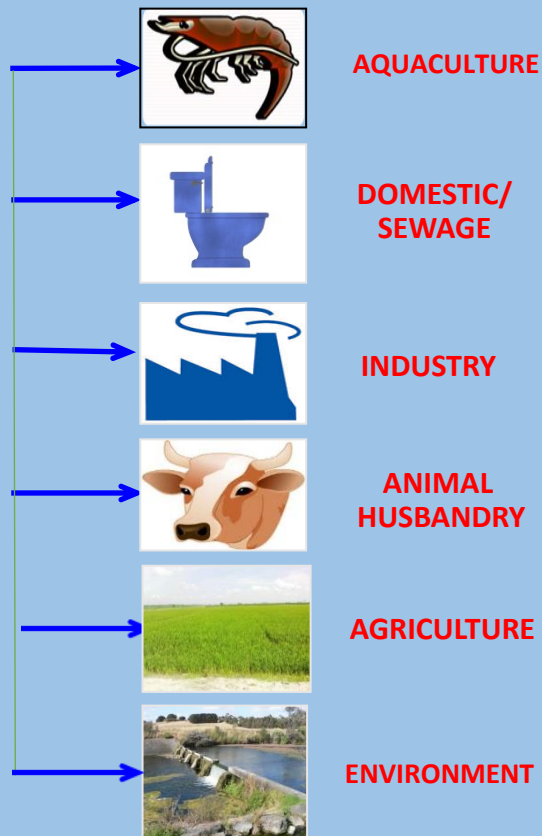 AQUACULTURE
DOMESTIC/
SEWAGE
INDUSTRY
ANIMAL
HUSBANDRY
AGRICULTURE
ENVIRONMENT